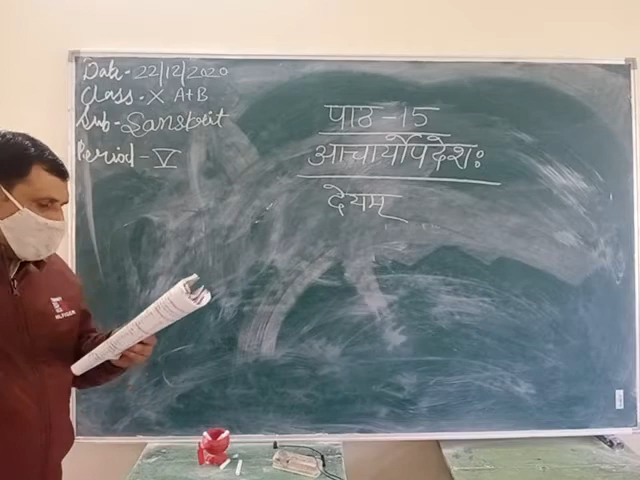 Date - 22/12/2020
Class - X A+B
Sub - Sanskrit
Period - V
पाठ - 15
आचार्योपदेशः
देयम्